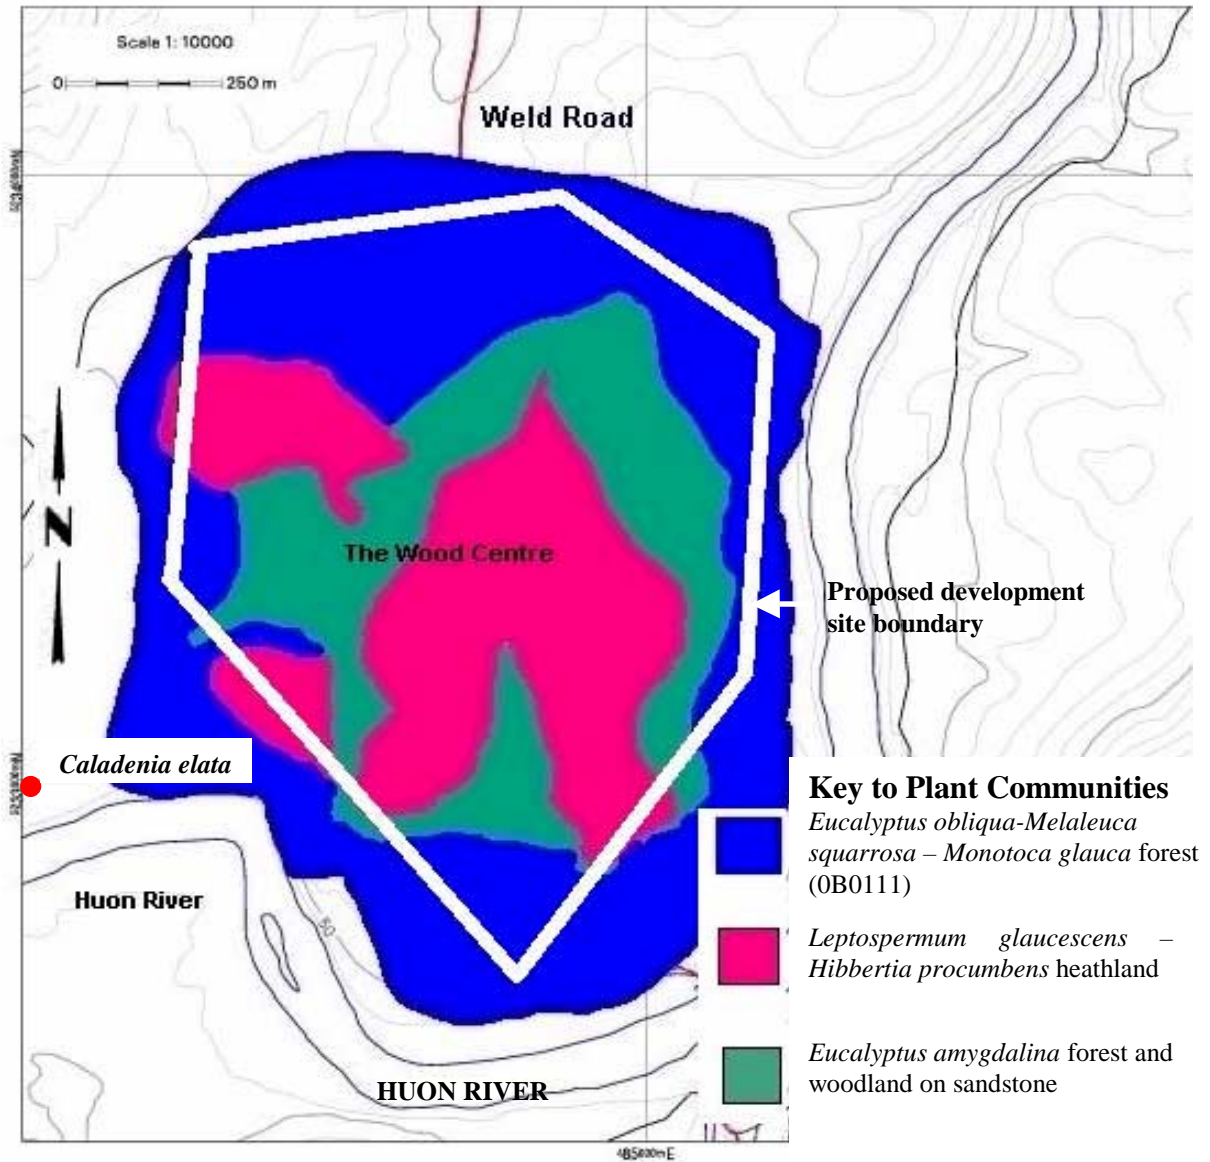 Scale 1: 10000
0 250 m
Weld Road
N
The Wood Centre
Proposed development
site boundary
Caladenia elata
Huon River
50
HUON RIVER
Key to Plant Communities
Eucalyptus obliqua-Melaleuca
squarrosa – Monotoca glauca forest
(0B0111)
Leptospermum glaucescens –
Hibbertia procumbens heathland
Eucalyptus amygdalina forest and
woodland on sandstone